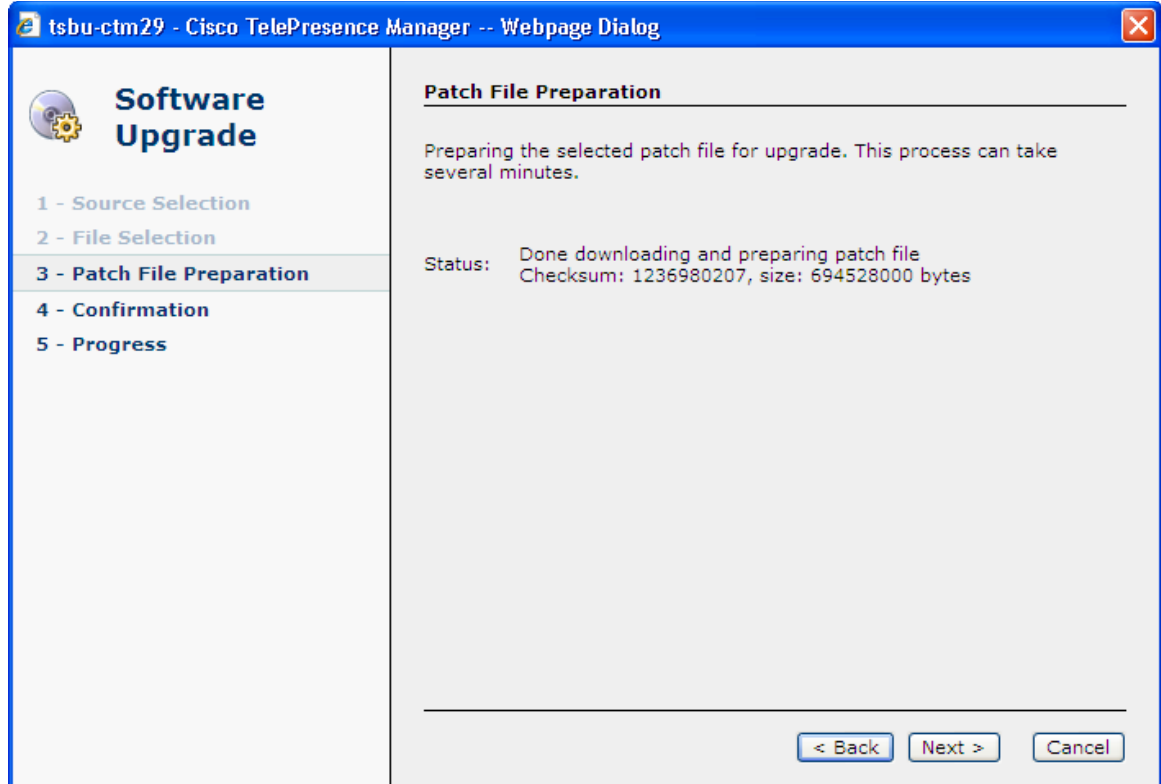 tsbu-ctm29 - Cisco TelePresence Manager -- Webpage Dialog
Software
Upgrade
1 - Source Selection
2 - File Selection
3 - Patch File Preparation
4 - Confirmation
5 - Progress
Patch File Preparation
Preparing the selected patch file for upgrade. This process can take
several minutes.
Status:
Done downloading and preparing patch file
Checksum: 1236980207, size: 694528000 bytes
< Back
Next >
Cancel